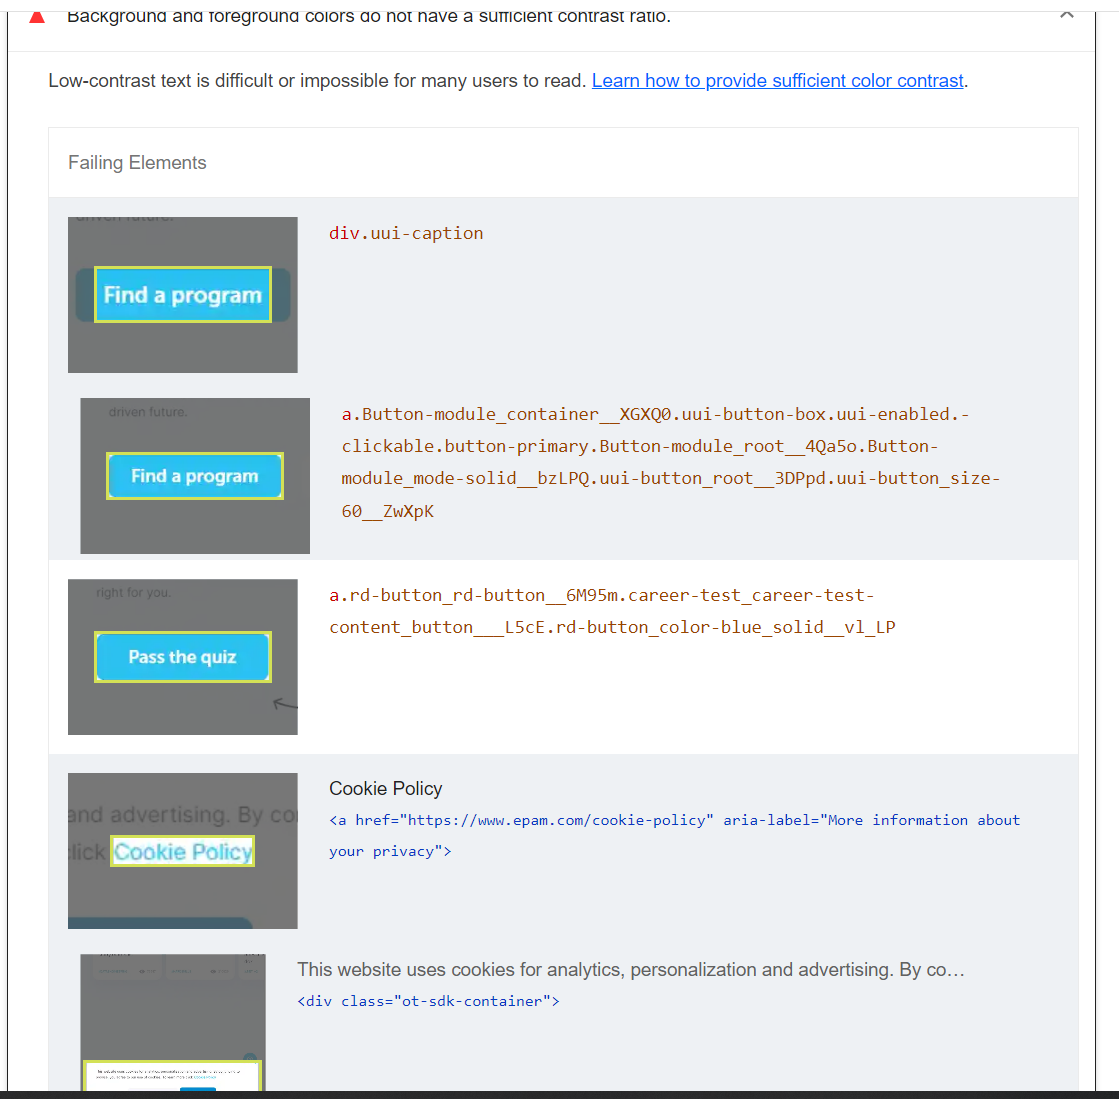 Background and foreground colors do not have a sufficient contrast ratio.
Low-contrast text is difficult or impossible for many users to read. Learn how to provide sufficient color contrast.
Failing Elements
driven future.
Find a program
div.uui-caption
driven future.
Find a program
a.Button-module_container__XGXQ0.uui-button-box.uui-enabled.-
clickable.button-primary.Button-module_root__4Qa5o.Button-
module_mode-solid__bzLPQ.uui-button_root__3DPpd.uui-button_size-
60__ZwXpK
right for you.
Pass the quiz
a.rd-button_rd-button__6M95m.career-test_career-test-
content_button___L5cE.rd-button_color-blue_solid__vl_LP
and advertising. By co
click Cookie Policy
Cookie Policy
<a href="https://www.epam.com/cookie-policy" aria-label="More information about
your privacy">
This website uses cookies for analytics, personalization and advertising. By co…
<div class="ot-sdk-container">